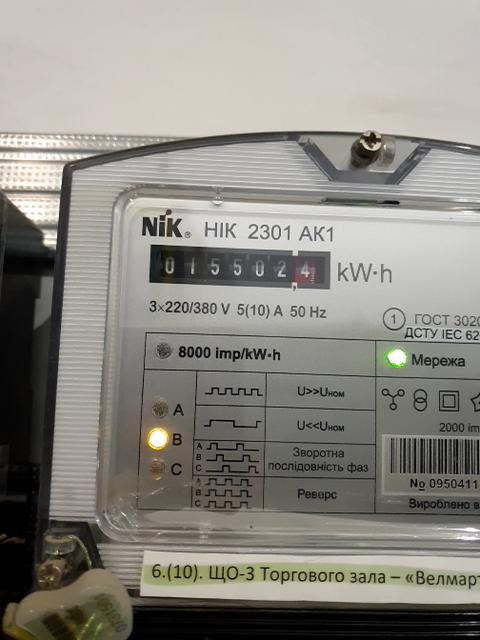 NiK® НІК 2301 АК1
015502,4 kW·h
3×220/380 V 5(10) A 50 Hz
1 ГОСТ 3020
ДСТУ IEC 62
8000 imp/kW·h
Мережа
A
B
C
U>>Uном
U<<Uном
A
B
C
Зворотна
послідовність фаз
A
B
C
Реверс
2000 im
№ 0950411
Вироблено в
6.(10). ЩО-3 Торгового зала – «Велмарт